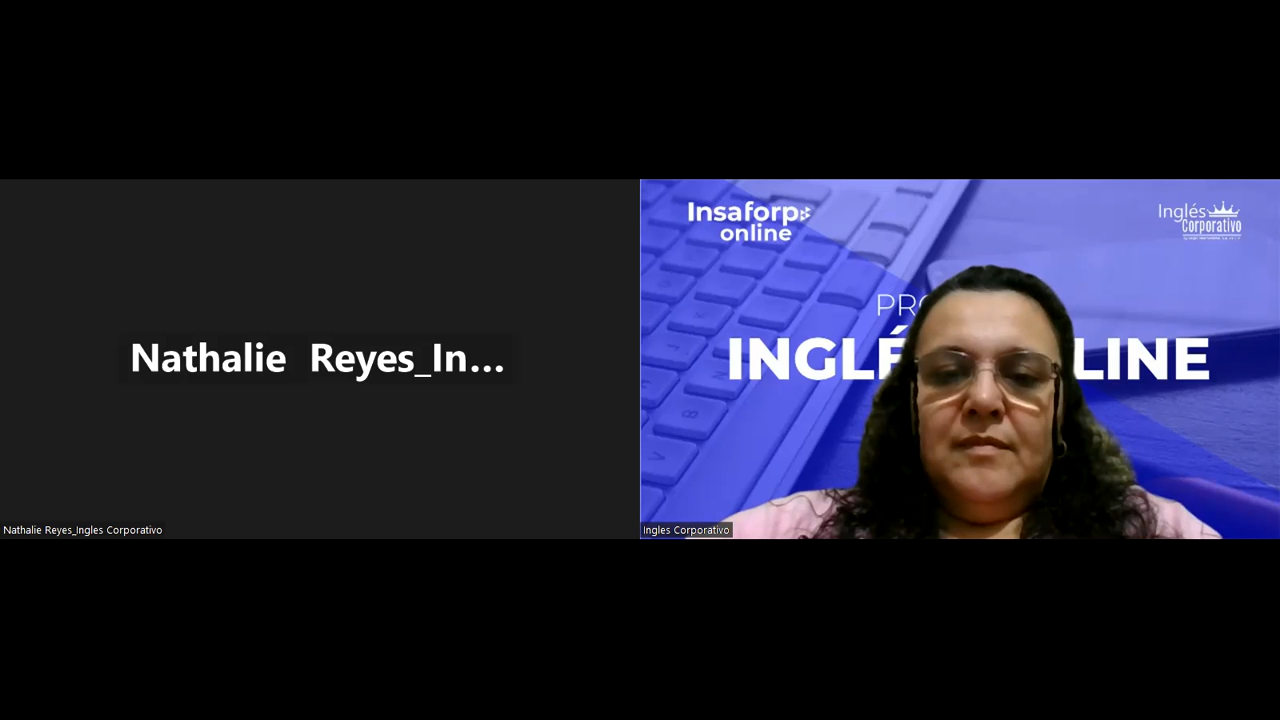 Nathalie Reyes_In...
Nathalie Reyes_Ingles Corporativo
Insaforp
online
Inglés
Corporativo
PRO
INGLÉ LINE
Ingles Corporativo